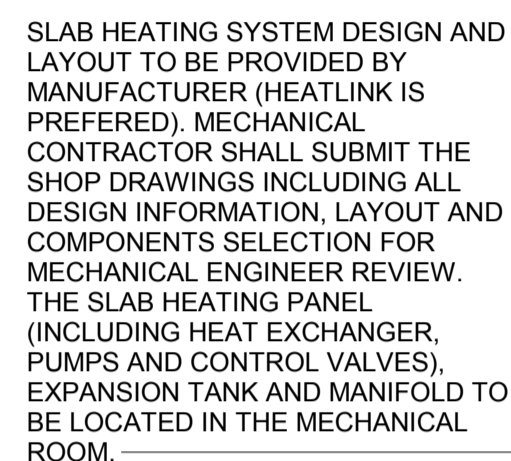 SLAB HEATING SYSTEM DESIGN AND
LAYOUT TO BE PROVIDED BY
MANUFACTURER (HEATLINK IS
PREFERED). MECHANICAL
CONTRACTOR SHALL SUBMIT THE
SHOP DRAWINGS INCLUDING ALL
DESIGN INFORMATION, LAYOUT AND
COMPONENTS SELECTION FOR
MECHANICAL ENGINEER REVIEW.
THE SLAB HEATING PANEL
(INCLUDING HEAT EXCHANGER,
PUMPS AND CONTROL VALVES),
EXPANSION TANK AND MANIFOLD TO
BE LOCATED IN THE MECHANICAL
ROOM.